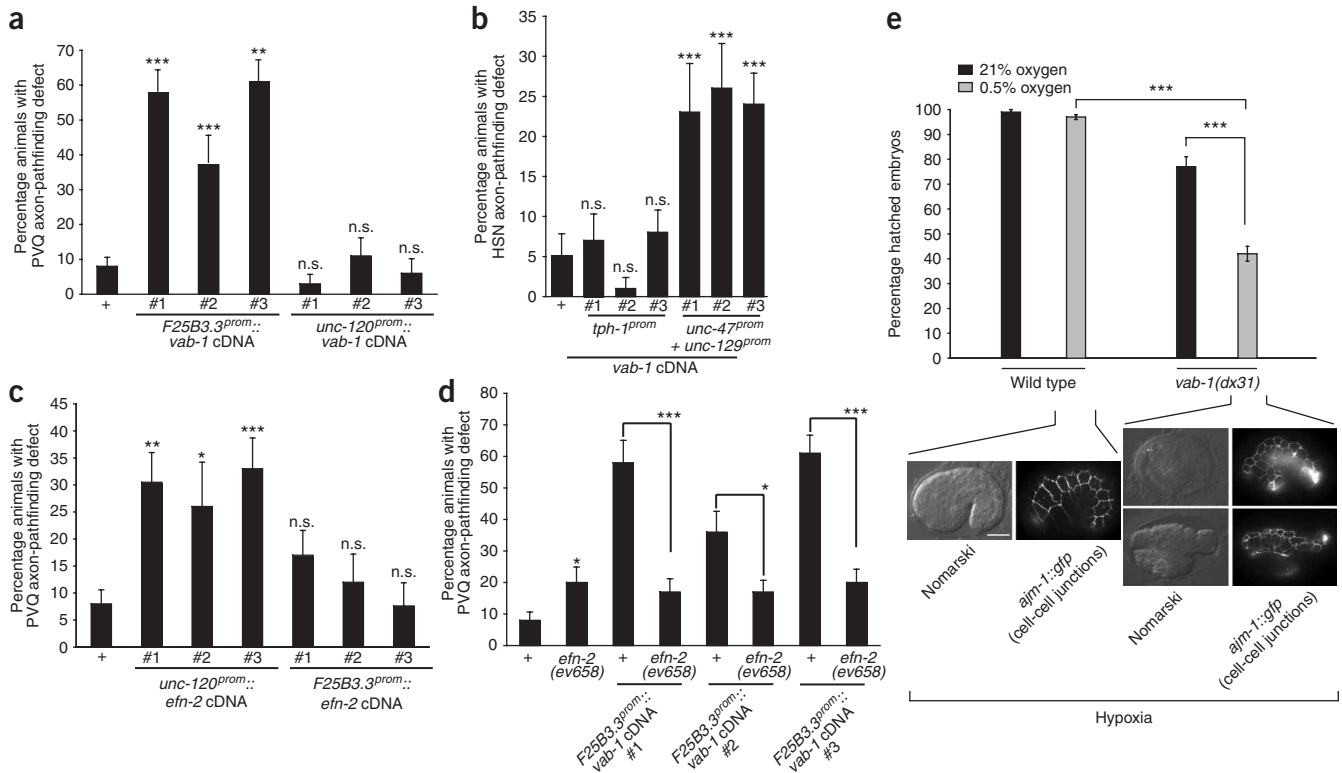 a
Percentage animals with
PVQ axon-pathfinding defect
70
60
50
40
30
20
10
0
***
***
**
n.s.
n.s.
n.s.
+
#1
#2
#3
#1
#2
#3
F25B3.3prom::
vab-1 cDNA
unc-120prom::
vab-1 cDNA
b
Percentage animals with
HSN axon-pathfinding defect
35
30
25
20
15
10
5
0
n.s.
n.s.
n.s.
***
***
***
+
#1
#2
#3
#1
#2
#3
tph-1prom
unc-47prom
+ unc-129prom
vab-1 cDNA
c
Percentage animals with
PVQ axon-pathfinding defect
45
40
35
30
25
20
15
10
5
0
**
*
***
n.s.
n.s.
n.s.
+
#1
#2
#3
#1
#2
#3
unc-120prom::
efn-2 cDNA
F25B3.3prom::
efn-2 cDNA
d
Percentage animals with
PVQ axon-pathfinding defect
80
70
60
50
40
30
20
10
0
*
***
*
***
+
efn-2
(ev658)
+
efn-2
(ev658)
+
efn-2
(ev658)
+
efn-2
(ev658)
F25B3.3prom::
vab-1 cDNA
#1
F25B3.3prom::
vab-1 cDNA
#2
F25B3.3prom::
vab-1 cDNA
#3
e
21% oxygen
0.5% oxygen
Percentage hatched embryos
100
90
80
70
60
50
40
30
20
10
0
***
***
Wild type
vab-1(dx31)
Nomarski
ajm-1::gfp
(cell-cell junctions)
Nomarski
ajm-1::gfp
(cell-cell junctions)
Hypoxia